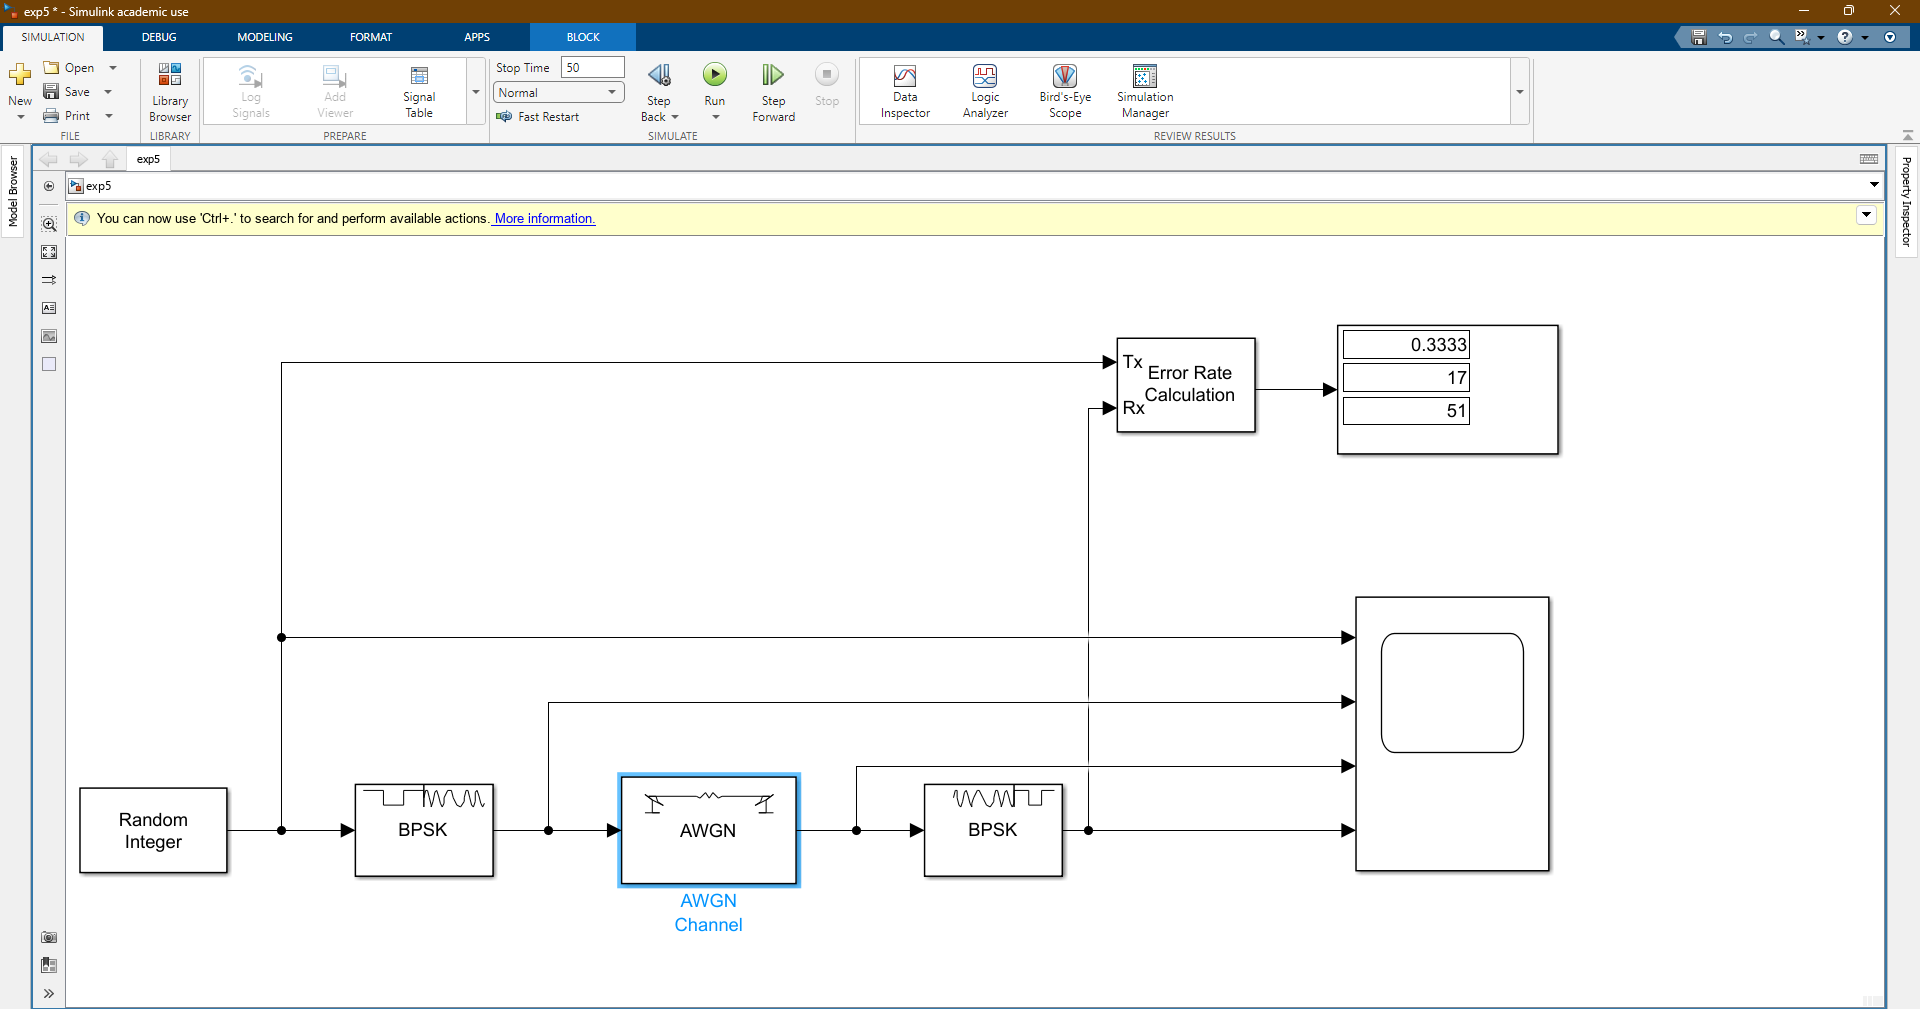 exp5 * - Simulink academic use
SIMULATION DEBUG MODELING FORMAT APPS BLOCK
New
Open
Save
Print
FILE
Library
Browser
LIBRARY
Log
Signals
Add
Viewer
Signal
Table
PREPARE
Stop Time 50
Normal
Fast Restart
Step
Back
Run
Step
Forward
Stop
SIMULATE
Data
Inspector
Logic
Analyzer
Bird's-Eye
Scope
Simulation
Manager
REVIEW RESULTS
Model Browser
exp5
exp5
You can now use 'Ctrl+.' to search for and perform available actions. More information.
Property Inspector
Tx
Rx
Error Rate
Calculation
0.3333
17
51
Random
Integer
BPSK
AWGN
BPSK
AWGN
Channel